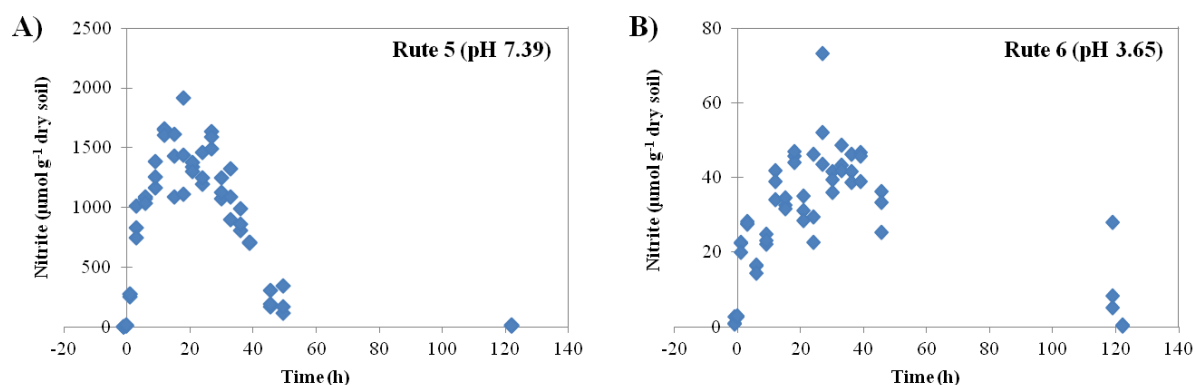 A)
Rute 5 (pH 7.39)
Nitrite (µmol g⁻¹ dry soil)
2500
2000
1500
1000
500
0
-20 0 20 40 60 80 100 120 140
Time (h)
B)
Rute 6 (pH 3.65)
Nitrite (µmol g⁻¹ dry soil)
80
60
40
20
0
-20 0 20 40 60 80 100 120 140
Time (h)